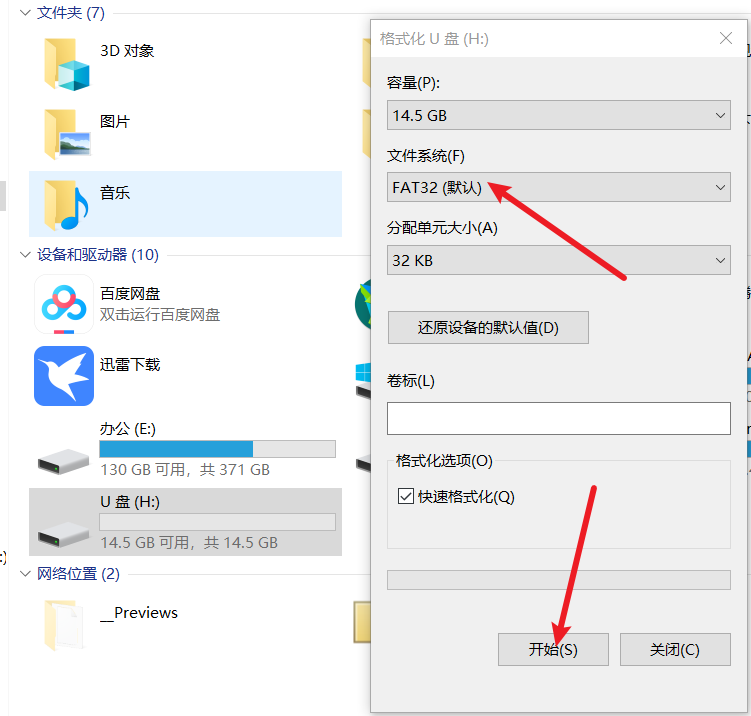 文件夹 (7)
3D 对象
图片
音乐
设备和驱动器 (10)
百度网盘
双击运行百度网盘
迅雷下载
办公 (E:)
130 GB 可用，共 371 GB
U 盘 (H:)
14.5 GB 可用，共 14.5 GB
网络位置 (2)
__Previews
格式化 U 盘 (H:)
容量(P):
14.5 GB
文件系统(F)
FAT32 (默认)
分配单元大小(A)
32 KB
还原设备的默认值(D)
卷标(L)
格式化选项(O)
快速格式化(Q)
开始(S)
关闭(C)